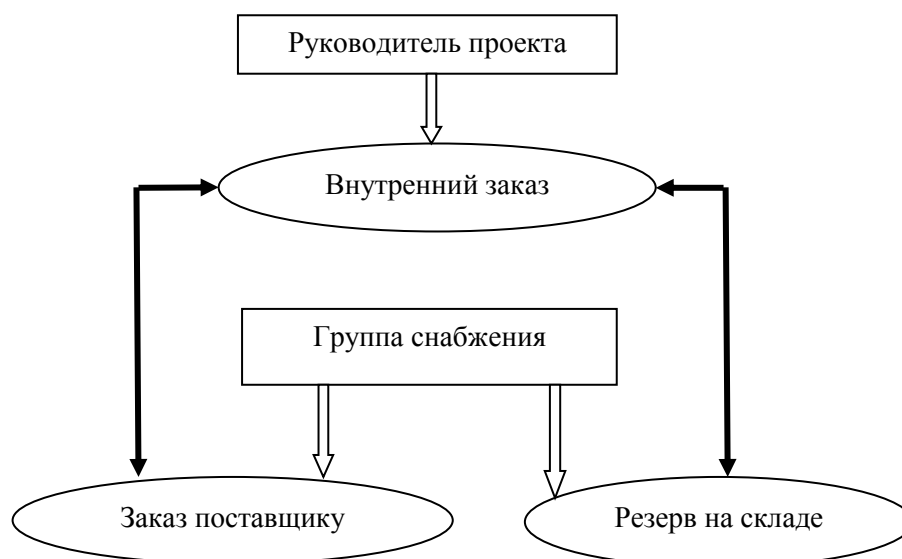 Руководитель проекта
Внутренний заказ
Группа снабжения
Заказ поставщику
Резерв на складе